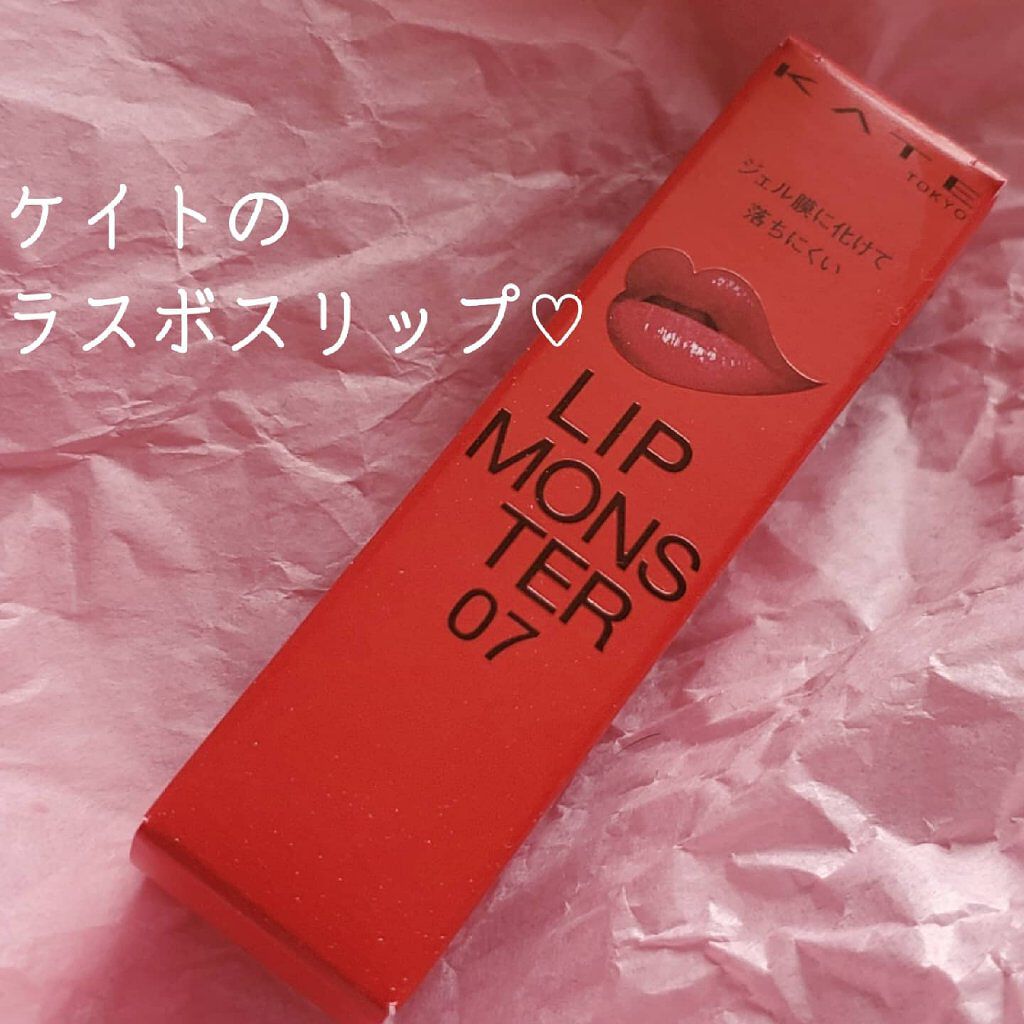 ケイトの
ラスボスリップ♡
KATE
TOKYO
ジェル膜に化けて
落ちにくい
LIP
MONS
TER
07